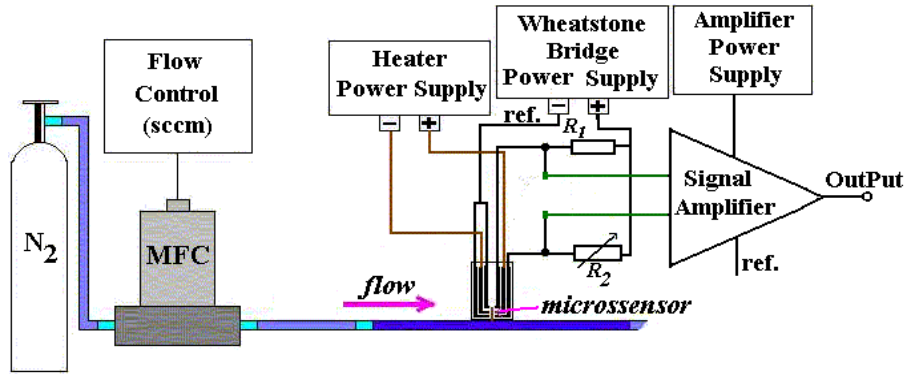 Flow
Control
(sccm)
Heater
Power Supply
Wheatstone
Bridge
Power Supply
Amplifier
Power
Supply
− +
− +
ref.
R1
N2
MFC
Signal
Amplifier
OutPut
R2
ref.
flow
microssensor